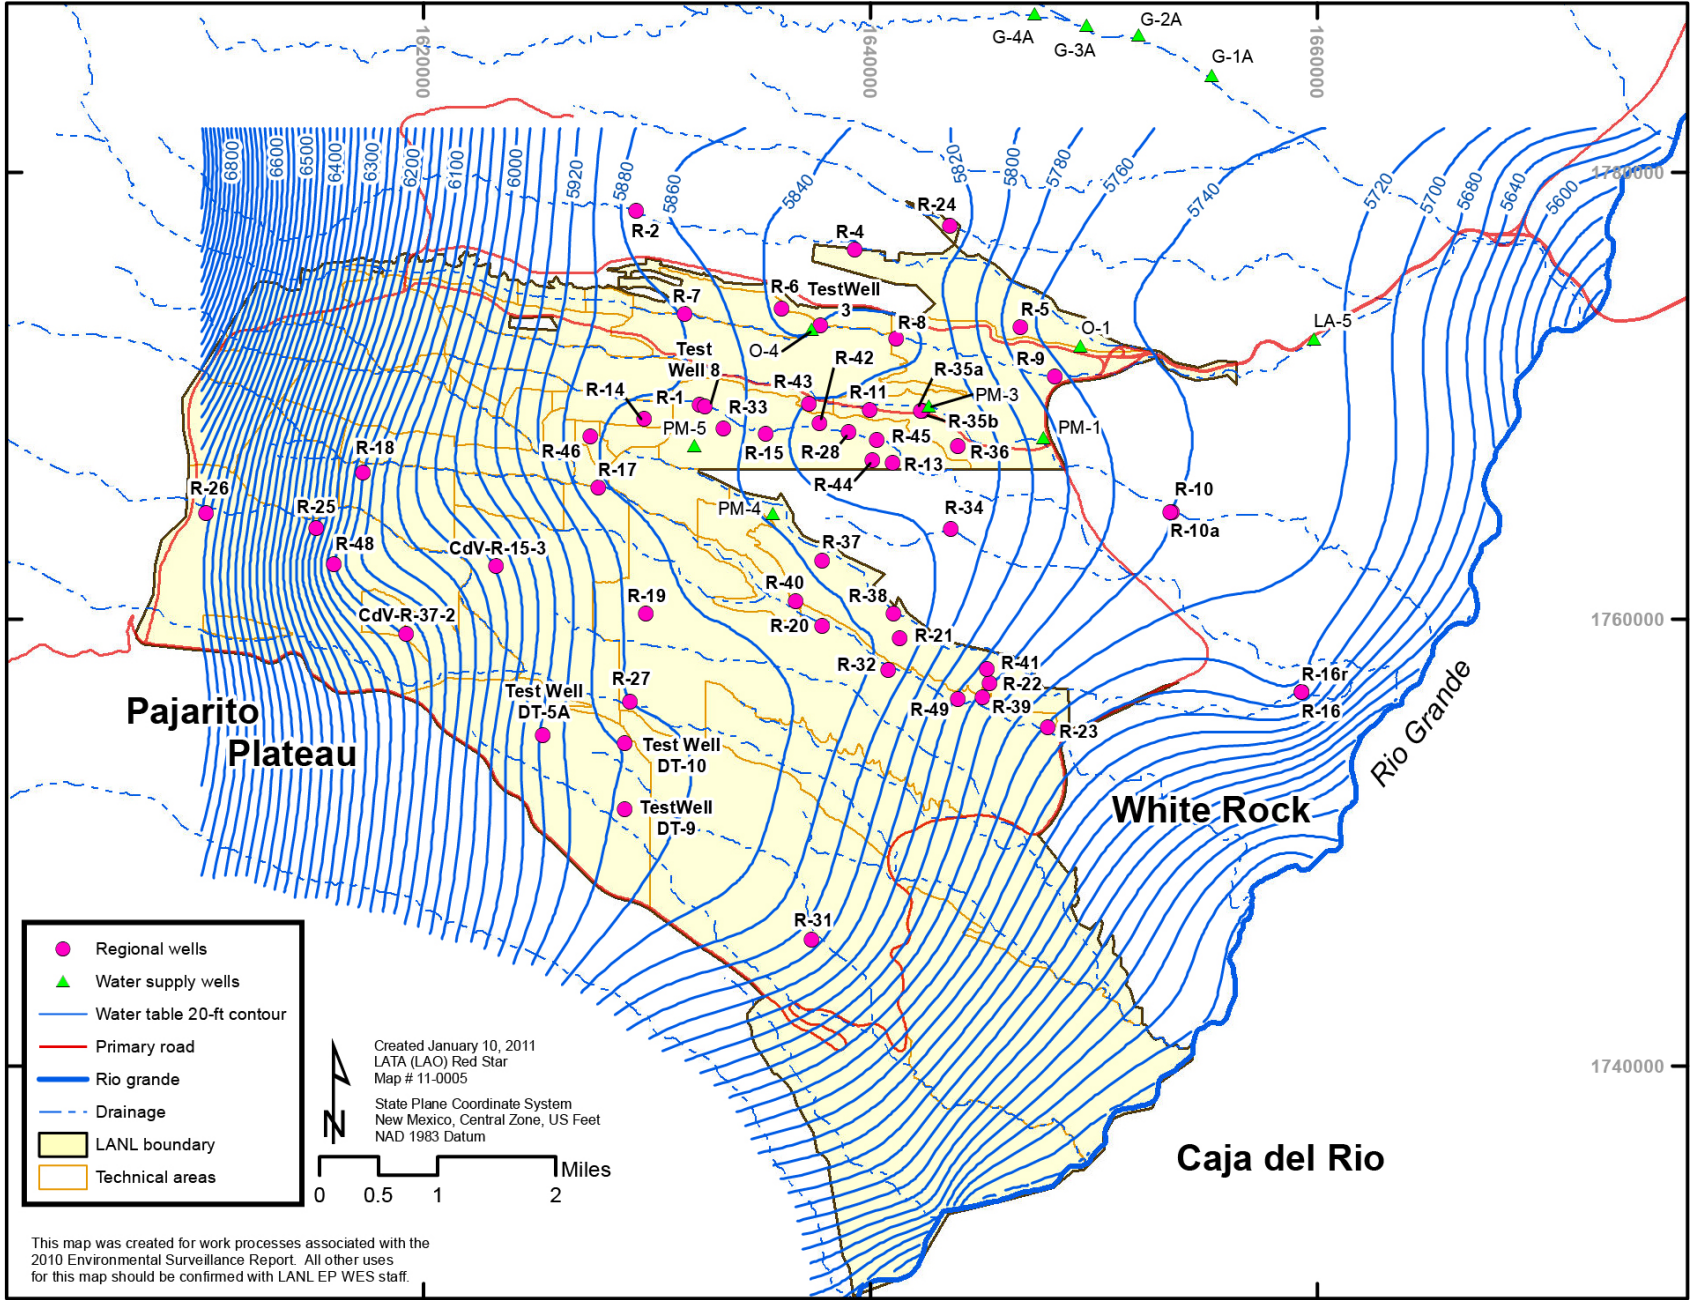 G-4A
G-3A
G-2A
G-1A
1620000
1640000
1660000
6800
6600
6500
6400
6300
6200
6100
6000
5920
5880
5860
5840
5820
5800
5780
5760
5740
5720
5700
5680
5640
5600
1780000
R-2
R-24
R-4
R-7
R-6
TestWell
3
R-8
R-5
O-1
LA-5
O-4
Test
Well 8
R-42
R-9
R-43
R-35a
R-14
R-1
R-33
R-11
PM-3
PM-5
R-35b
PM-1
R-46
R-15
R-28
R-45
R-36
R-18
R-17
R-13
R-44
R-26
R-25
R-10
R-10a
PM-4
R-34
R-48
CdV-R-15-3
R-37
R-40
R-38
R-19
CdV-R-37-2
R-20
R-21
1760000
R-32
R-41
R-22
R-16r
R-16
R-27
Test Well
DT-5A
R-49
R-39
R-23
Pajarito
Plateau
Test Well
DT-10
Rio Grande
White Rock
TestWell
DT-9
R-31
Regional wells
Water supply wells
Water table 20-ft contour
Primary road
Rio grande
Drainage
LANL boundary
Technical areas
N
Created January 10, 2011
LATA (LAO) Red Star
Map # 11-0005
State Plane Coordinate System
New Mexico, Central Zone, US Feet
NAD 1983 Datum
1740000
Miles
0 0.5 1 2
Caja del Rio
This map was created for work processes associated with the
2010 Environmental Surveillance Report. All other uses
for this map should be confirmed with LANL EP WES staff.